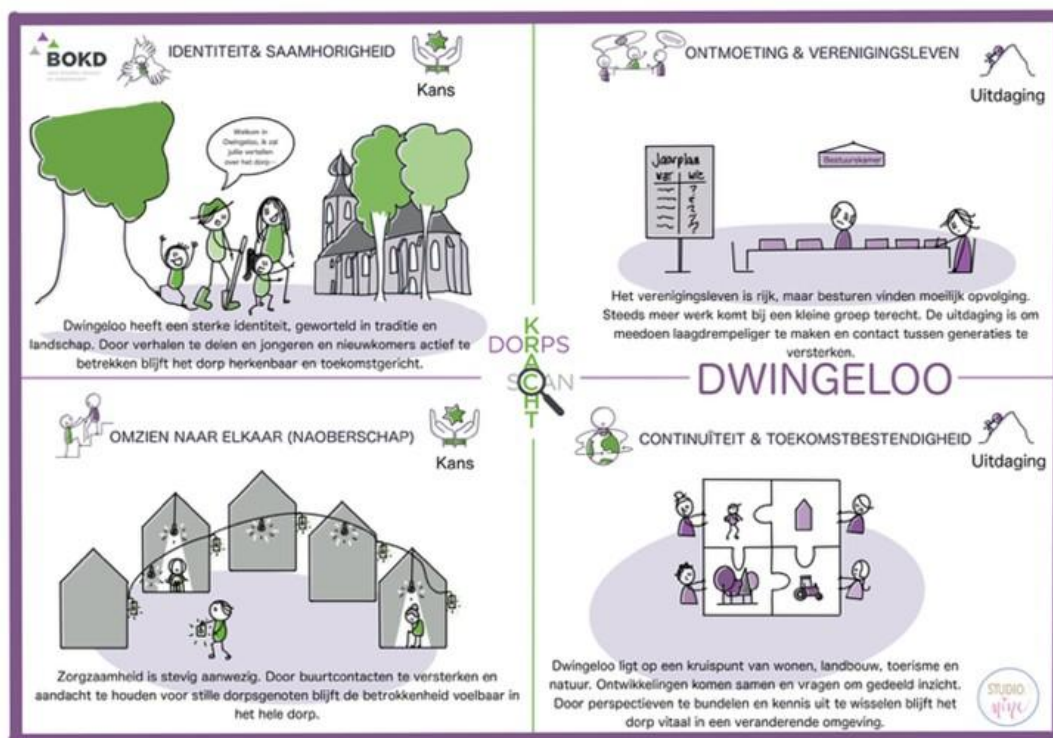 BOKD
IDENTITEIT & SAAMHORIGHEID
Kans
Welkom in
Dwingeloo, ik zal
jullie vertellen
over het dorp...
Dwingeloo heeft een sterke identiteit, geworteld in traditie en
landschap. Door verhalen te delen en jongeren en nieuwkomers actief te
betrekken blijft het dorp herkenbaar en toekomstgericht.
ONTMOETING & VERENIGINGSLEVEN
Uitdaging
Jaarplan
WAT WIE
?
?
?
?
Bestuurskamer
Het verenigingsleven is rijk, maar besturen vinden moeilijk opvolging.
Steeds meer werk komt bij een kleine groep terecht. De uitdaging is om
meedoen laagdrempeliger te maken en contact tussen generaties te
versterken.
DORPS
KRACHT
SCAN
DWINGELOO
OMZIEN NAAR ELKAAR (NAOBERSCHAP)
Kans
Zorgzaamheid is stevig aanwezig. Door buurtcontacten te versterken en
aandacht te houden voor stille dorpsgenoten blijft de betrokkenheid voelbaar in
het hele dorp.
CONTINUÏTEIT & TOEKOMSTBESTENDIGHEID
Uitdaging
Dwingeloo ligt op een kruispunt van wonen, landbouw, toerisme en
natuur. Ontwikkelingen komen samen en vragen om gedeeld inzicht.
Door perspectieven te bundelen en kennis uit te wisselen blijft het
dorp vitaal in een veranderende omgeving.
STUDIO
nine